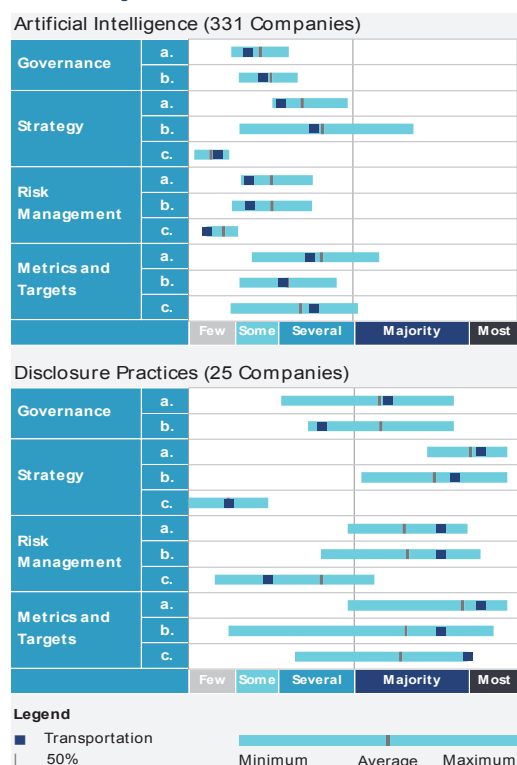 Artificial Intelligence (331 Companies)
Governance
a.
b.
Strategy
a.
b.
c.
Risk
Management
a.
b.
c.
Metrics and
Targets
a.
b.
c.
Few Some Several Majority Most
Disclosure Practices (25 Companies)
Governance
a.
b.
Strategy
a.
b.
c.
Risk
Management
a.
b.
c.
Metrics and
Targets
a.
b.
c.
Few Some Several Majority Most
Legend
Transportation
50%
Minimum Average Maximum